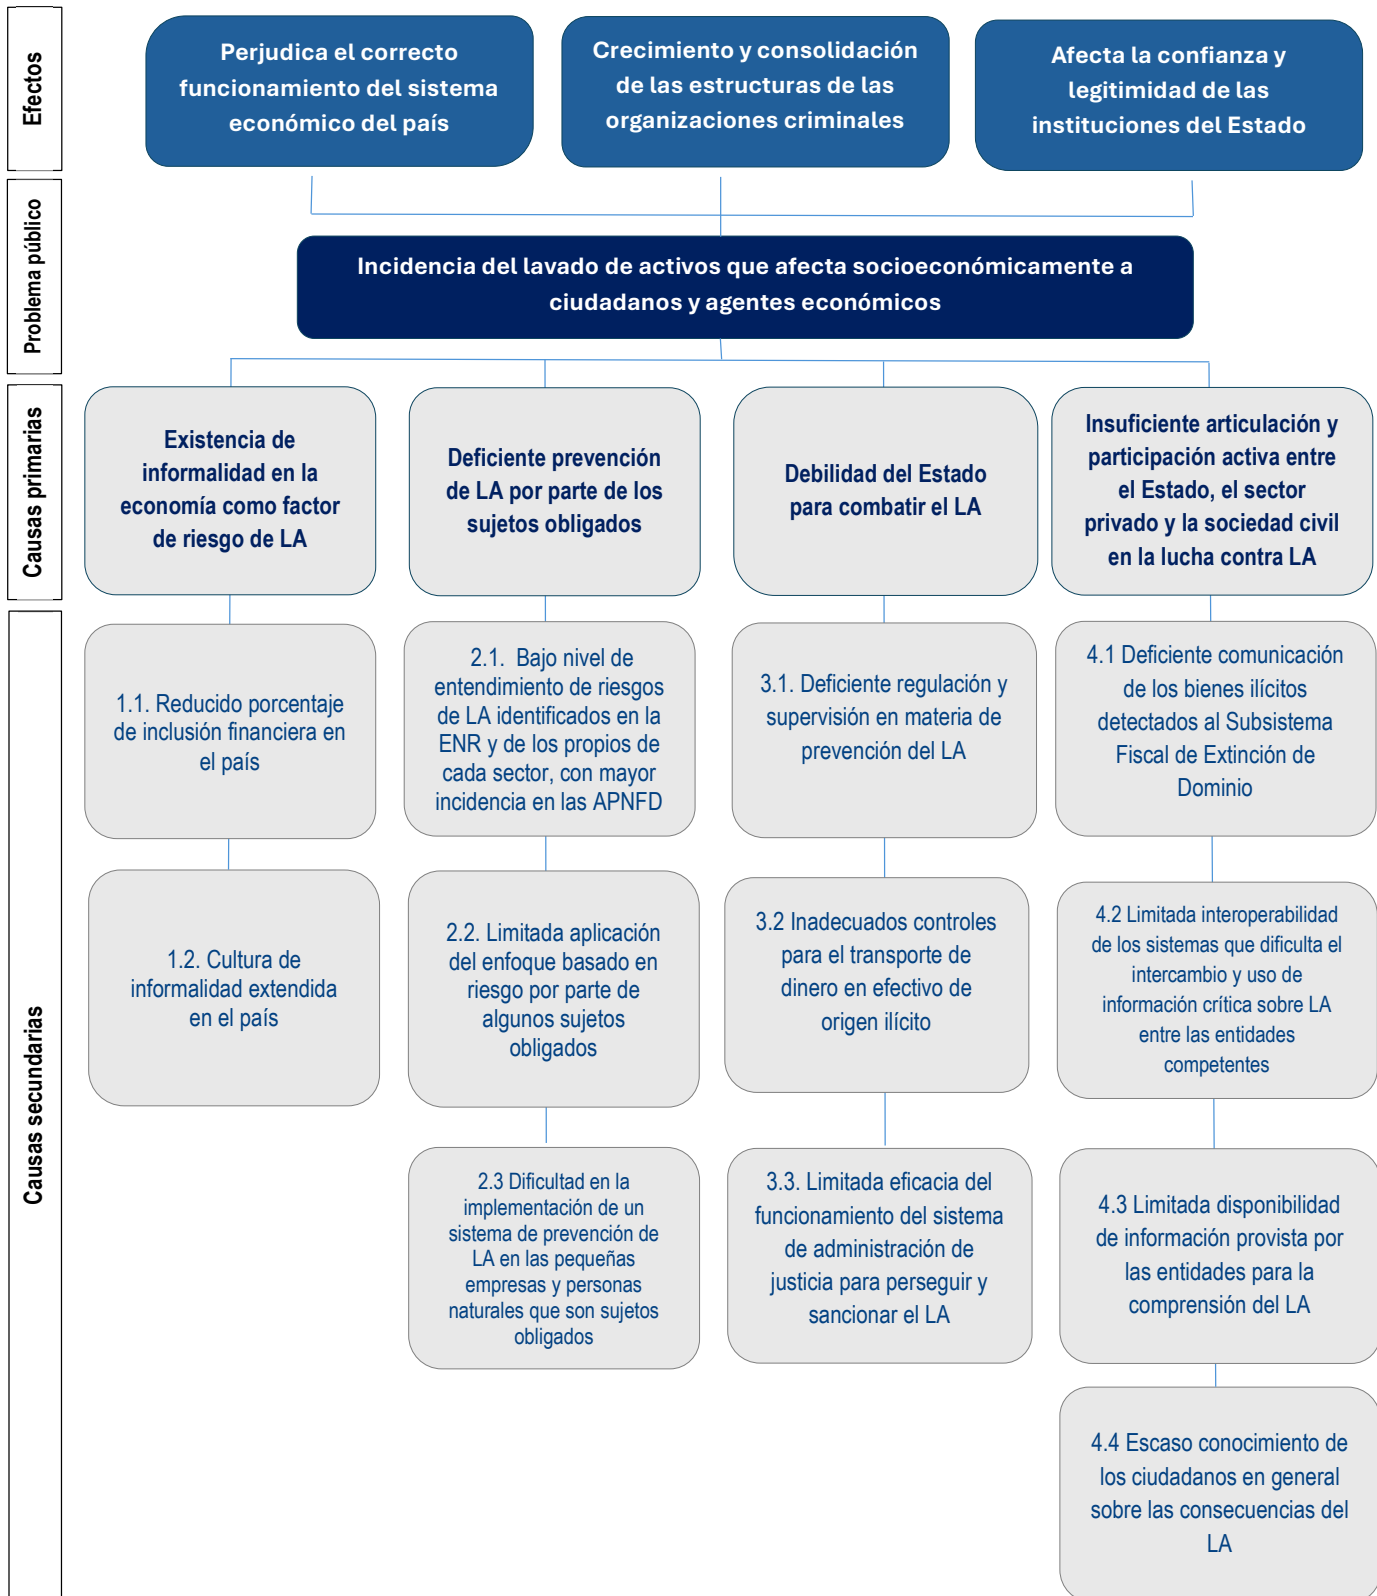 Efectos
Perjudica el correcto
funcionamiento del sistema
económico del país
Crecimiento y consolidación
de las estructuras de las
organizaciones criminales
Afecta la confianza y
legitimidad de las
instituciones del Estado
Problema público
Incidencia del lavado de activos que afecta socioeconómicamente a
ciudadanos y agentes económicos
Causas primarias
Existencia de
informalidad en la
economía como factor
de riesgo de LA
Deficiente prevención
de LA por parte de los
sujetos obligados
Debilidad del Estado
para combatir el LA
Insuficiente articulación y
participación activa entre
el Estado, el sector
privado y la sociedad civil
en la lucha contra LA
Causas secundarias
1.1. Reducido porcentaje
de inclusión financiera en
el país
2.1. Bajo nivel de
entendimiento de riesgos
de LA identificados en la
ENR y de los propios de
cada sector, con mayor
incidencia en las APNFD
3.1. Deficiente regulación y
supervisión en materia de
prevención del LA
4.1 Deficiente comunicación
de los bienes ilícitos
detectados al Subsistema
Fiscal de Extinción de
Dominio
1.2. Cultura de
informalidad extendida
en el país
2.2. Limitada aplicación
del enfoque basado en
riesgo por parte de
algunos sujetos
obligados
3.2 Inadecuados controles
para el transporte de
dinero en efectivo de
origen ilícito
4.2 Limitada interoperabilidad
de los sistemas que dificulta el
intercambio y uso de
información crítica sobre LA
entre las entidades
competentes
2.3 Dificultad en la
implementación de un
sistema de prevención de
LA en las pequeñas
empresas y personas
naturales que son sujetos
obligados
3.3. Limitada eficacia del
funcionamiento del sistema
de administración de
justicia para perseguir y
sancionar el LA
4.3 Limitada disponibilidad
de información provista por
las entidades para la
comprensión del LA
4.4 Escaso conocimiento de
los ciudadanos en general
sobre las consecuencias del
LA